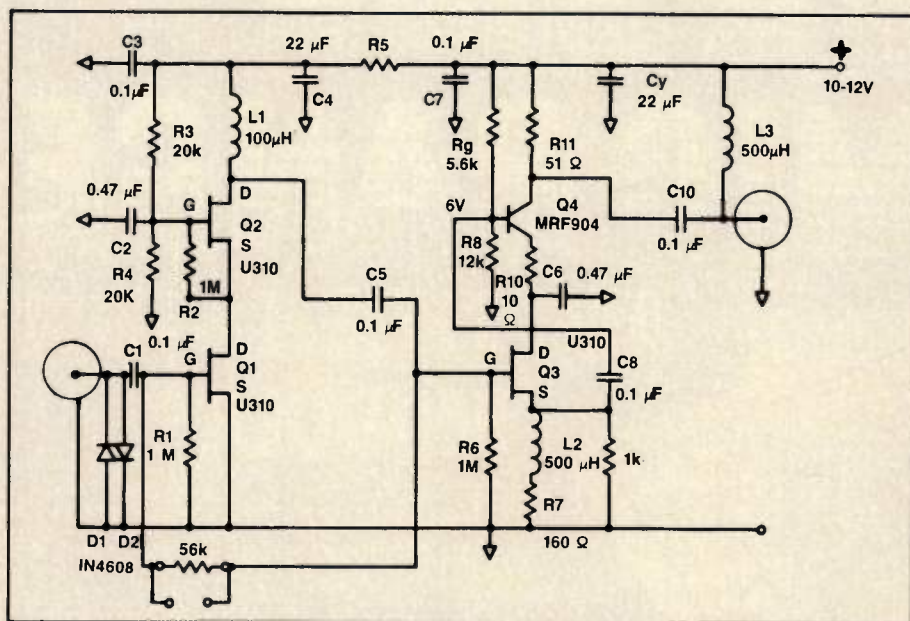 C3
0.1μF
22 μF
C4
R5
0.1 μF
C7
Cy
22 μF
+
10-12V
R3
20k
L1
100μH
Rg
5.6k
R11
51 Ω
L3
500μH
0.47 μF
C2
G
D
Q2
S
U310
6V
Q4
MRF904
C10
0.1 μF
R4
20K
1M
R2
C5
0.1 μF
R8
12k
R10
10
Ω
C6
0.47 μF
0.1 μF
C1
G
D
Q1
S
U310
G
D
Q3
S
U310
C8
0.1 μF
R1
1 M
R6
1M
L2
500 μH
1k
R7
160 Ω
D1
D2
IN4608
56k